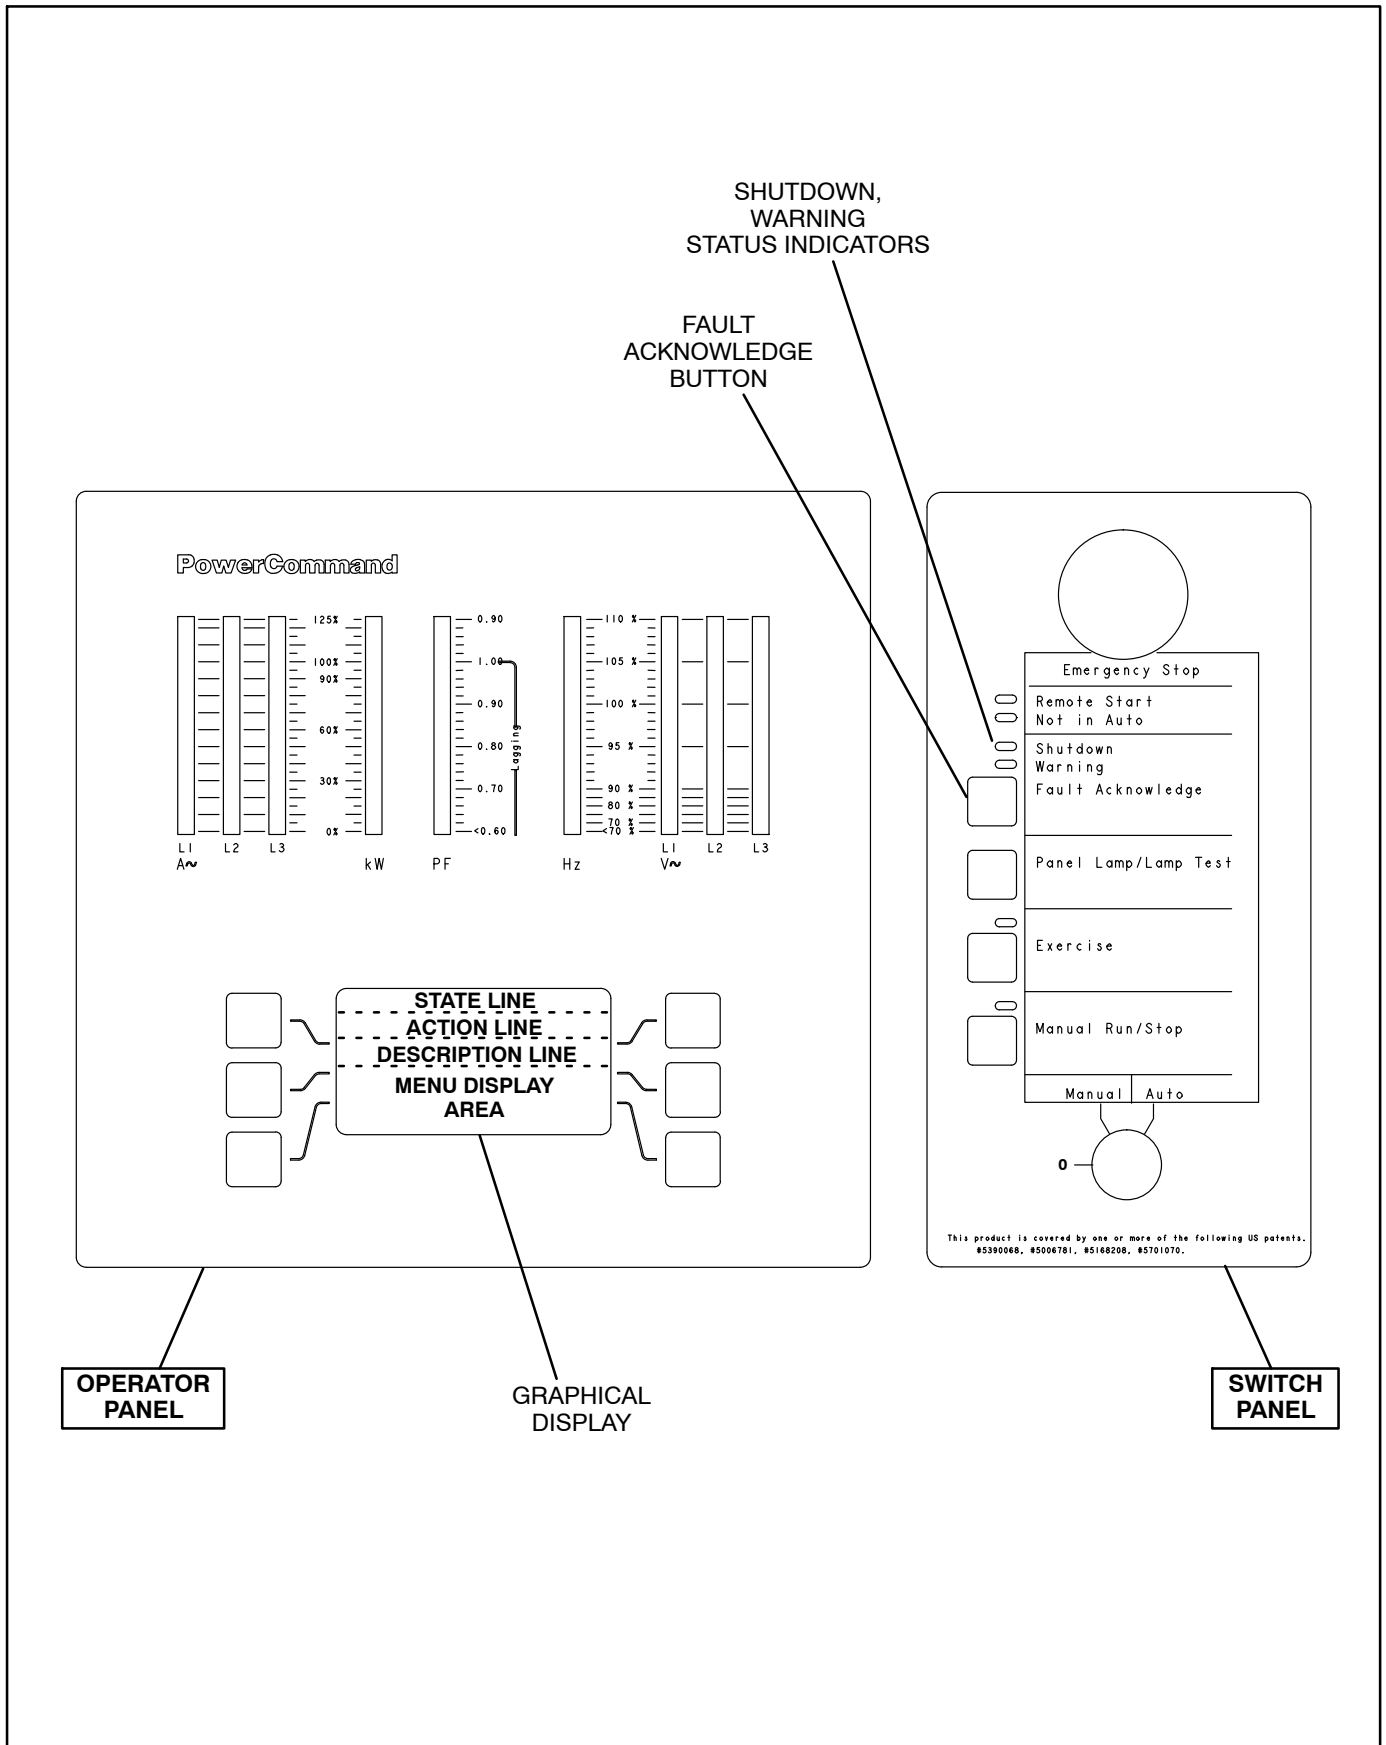 SHUTDOWN,
WARNING
STATUS INDICATORS
FAULT
ACKNOWLEDGE
BUTTON
PowerCommand
125%
100%
90%
60%
30%
0%
L1 L2 L3
A~ kW
0.90
1.00
0.90
0.80
0.70
<0.60
Lagging
PF
110 %
105 %
100 %
95 %
90 %
80 %
70 %
<70 %
Hz
L1 L2 L3
V~
STATE LINE
ACTION LINE
DESCRIPTION LINE
MENU DISPLAY
AREA
Emergency Stop
Remote Start
Not in Auto
Shutdown
Warning
Fault Acknowledge
Panel Lamp/Lamp Test
Exercise
Manual Run/Stop
Manual Auto
0
This product is covered by one or more of the following US patents.
#5390068, #5006781, #5168208, #5701070.
OPERATOR
PANEL
GRAPHICAL
DISPLAY
SWITCH
PANEL